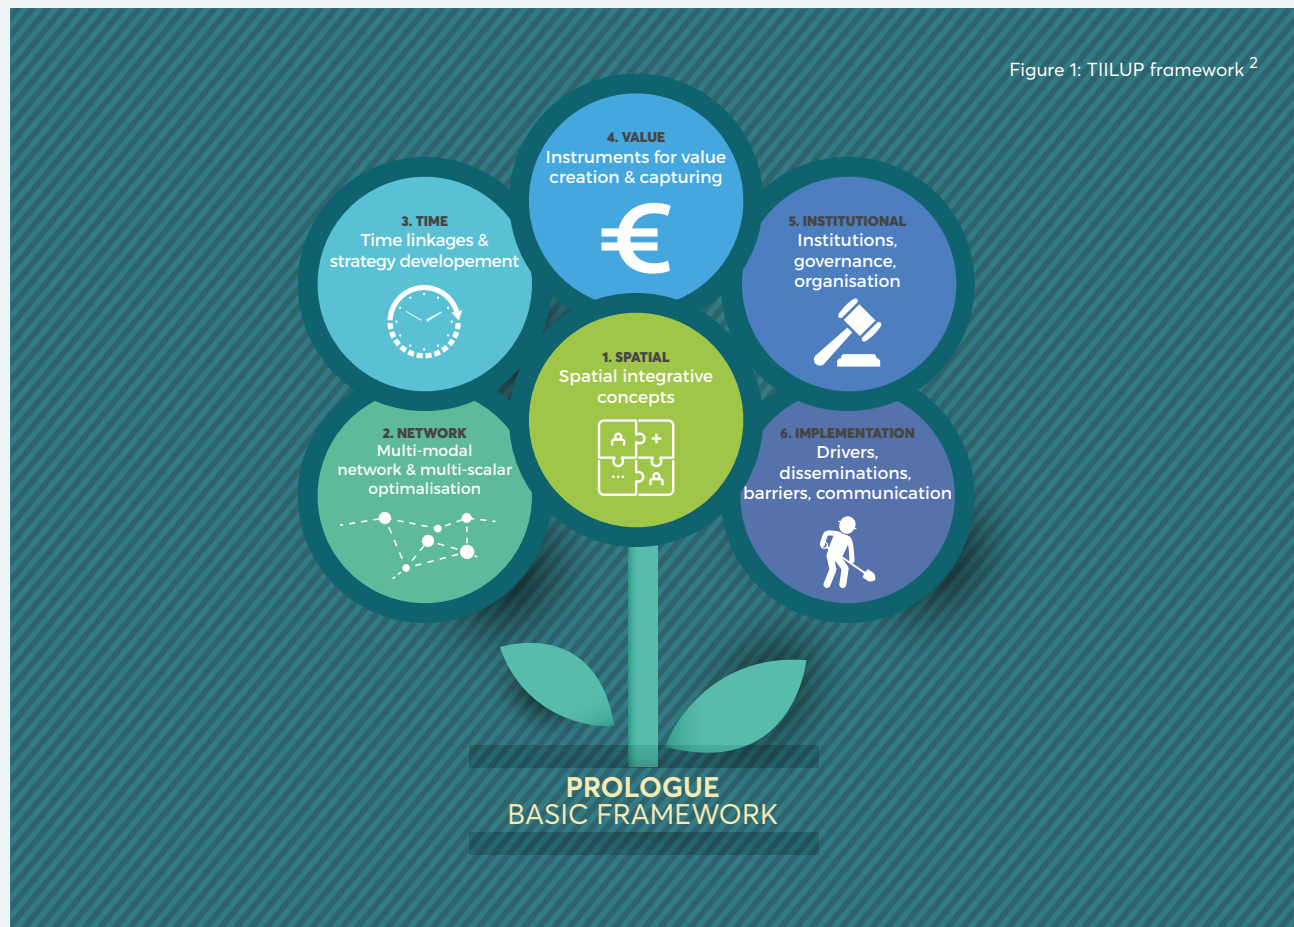 Figure 1: TIILUP framework 2
4. VALUE
Instruments for value
creation & capturing
3. TIME
Time linkages &
strategy developement
5. INSTITUTIONAL
Institutions,
governance,
organisation
1. SPATIAL
Spatial integrative
concepts
2. NETWORK
Multi-modal
network & multi-scalar
optimalisation
6. IMPLEMENTATION
Drivers,
disseminations,
barriers, communication
PROLOGUE
BASIC FRAMEWORK